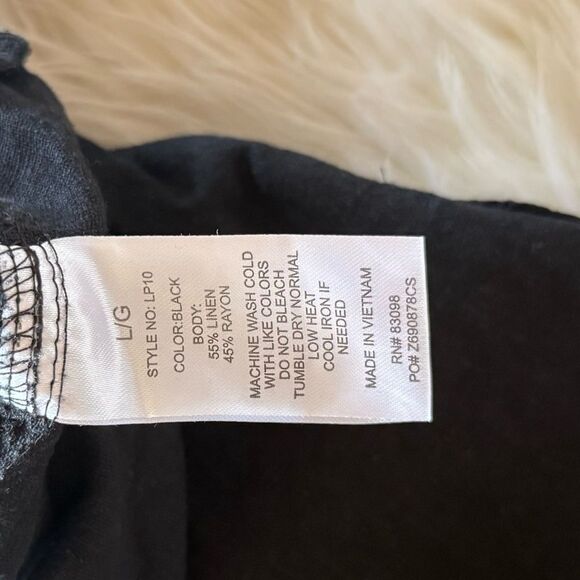 L/G
STYLE NO: LP10
COLOR:BLACK
BODY:
55% LINEN
45% RAYON
MACHINE WASH COLD
WITH LIKE COLORS
DO NOT BLEACH
TUMBLE DRY NORMAL
LOW HEAT
COOL IRON IF
NEEDED
MADE IN VIETNAM
RN# 83098
PO# Z690878CS